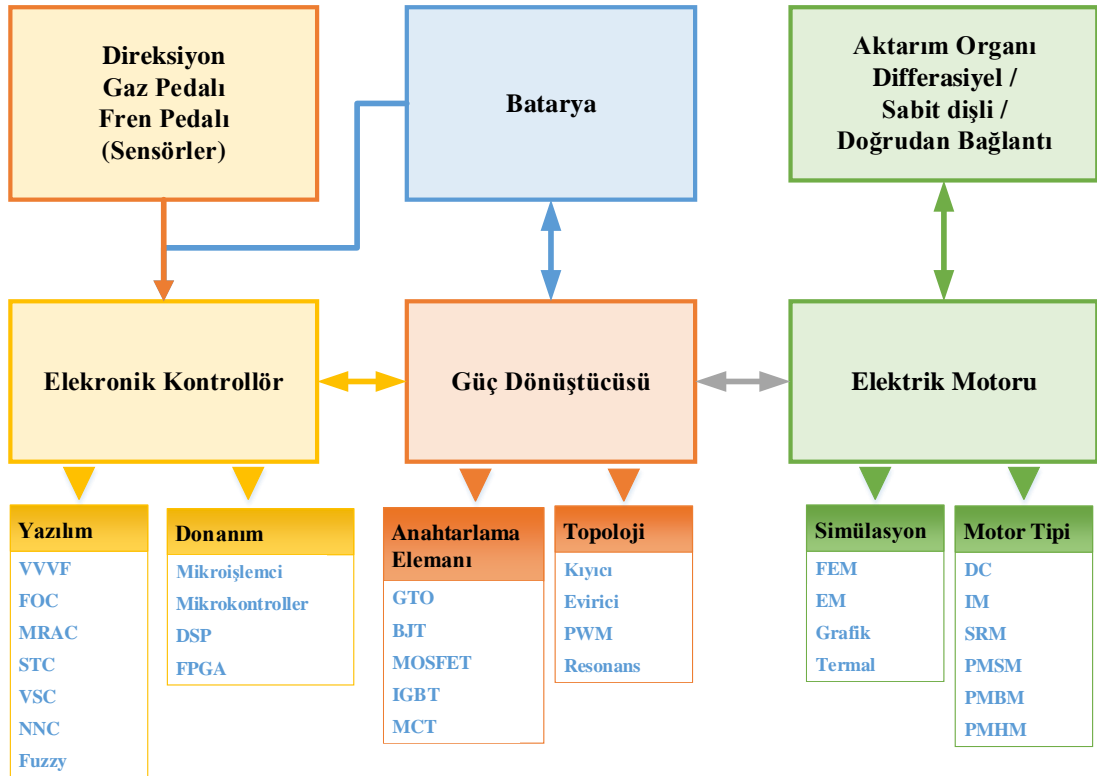 Direksiyon
Gaz Pedalı
Fren Pedalı
(Sensörler)
Batarya
Aktarım Organı
Differasiyel /
Sabit dişli /
Doğrudan Bağlantı
Elekronik Kontrollör
Güç Dönüştücüsü
Elektrik Motoru
Yazılım
VVVF
FOC
MRAC
STC
VSC
NNC
Fuzzy
Donanım
Mikroişlemci
Mikrokontroller
DSP
FPGA
Anahtarlama
Elemanı
GTO
BJT
MOSFET
IGBT
MCT
Topoloji
Kıyıcı
Evirici
PWM
Resonans
Simülasyon
FEM
EM
Grafik
Termal
Motor Tipi
DC
IM
SRM
PMSM
PMBM
PMHM